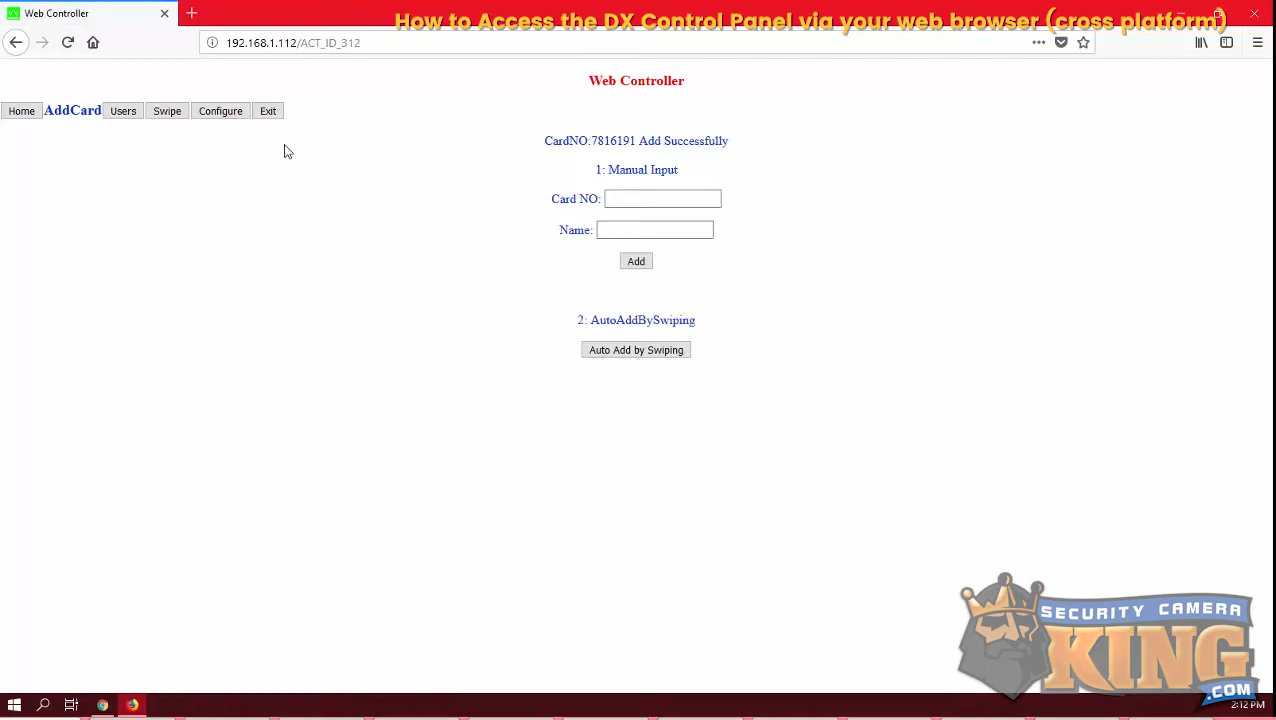 Web Controller
How to Access the DX Control Panel via your web browser (cross platform)
192.168.1.112/ACT_ID_312
Web Controller
Home AddCard Users Swipe Configure Exit
CardNO:7816191 Add Successfully
1: Manual Input
Card NO:
Name:
Add
2: AutoAddBySwiping
Auto Add by Swiping
SECURITY CAMERA
KING
.COM
2:12 PM